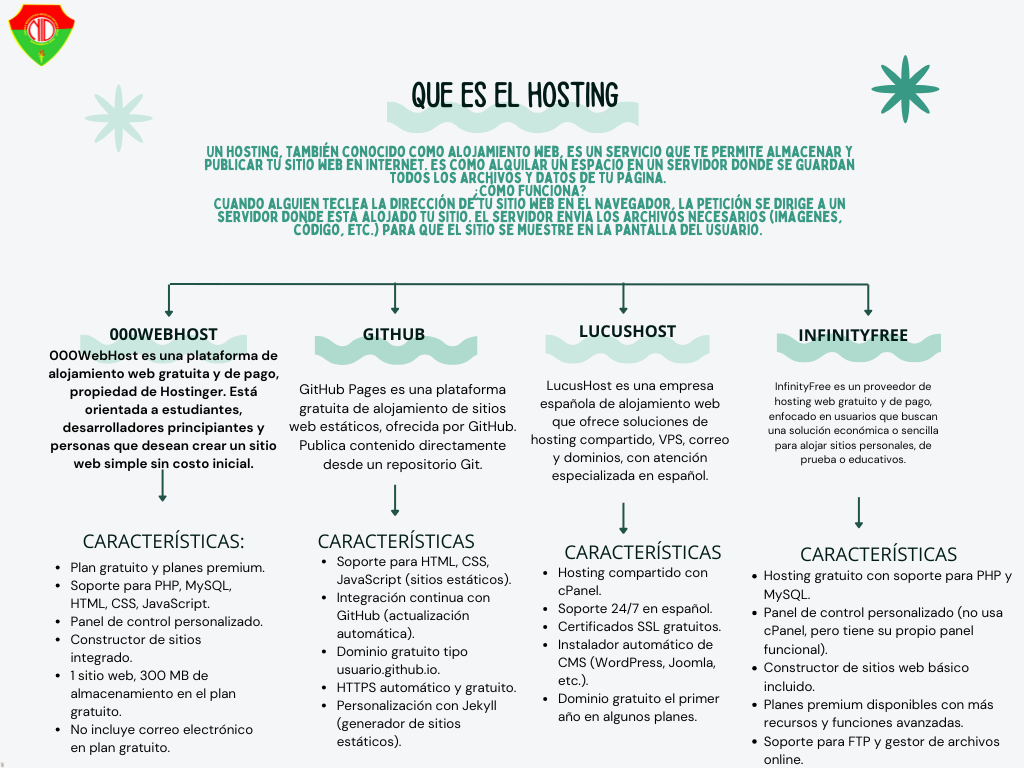 QUE ES EL HOSTING
UN HOSTING, TAMBIÉN CONOCIDO COMO ALOJAMIENTO WEB, ES UN SERVICIO QUE TE PERMITE ALMACENAR Y
PUBLICAR TU SITIO WEB EN INTERNET. ES COMO ALQUILAR UN ESPACIO EN UN SERVIDOR DONDE SE GUARDAN
TODOS LOS ARCHIVOS Y DATOS DE TU PÁGINA.
¿CÓMO FUNCIONA?
CUANDO ALGUIEN TECLEA LA DIRECCIÓN DE TU SITIO WEB EN EL NAVEGADOR, LA PETICIÓN SE DIRIGE A UN
SERVIDOR DONDE ESTÁ ALOJADO TU SITIO. EL SERVIDOR ENVÍA LOS ARCHIVOS NECESARIOS (IMÁGENES,
CÓDIGO, ETC.) PARA QUE EL SITIO SE MUESTRE EN LA PANTALLA DEL USUARIO.
000WEBHOST
000WebHost es una plataforma de
alojamiento web gratuita y de pago,
propiedad de Hostinger. Está
orientada a estudiantes,
desarrolladores principiantes y
personas que desean crear un sitio
web simple sin costo inicial.
CARACTERÍSTICAS:
• Plan gratuito y planes premium.
• Soporte para PHP, MySQL,
HTML, CSS, JavaScript.
• Panel de control personalizado.
• Constructor de sitios
integrado.
• 1 sitio web, 300 MB de
almacenamiento en el plan
gratuito.
• No incluye correo electrónico
en plan gratuito.
GITHUB
GitHub Pages es una plataforma
gratuita de alojamiento de sitios
web estáticos, ofrecida por GitHub.
Publica contenido directamente
desde un repositorio Git.
CARACTERÍSTICAS
• Soporte para HTML, CSS,
JavaScript (sitios estáticos).
• Integración continua con
GitHub (actualización
automática).
• Dominio gratuito tipo
usuario.github.io.
• HTTPS automático y gratuito.
• Personalización con Jekyll
(generador de sitios
estáticos).
LUCUSHOST
LucusHost es una empresa
española de alojamiento web
que ofrece soluciones de
hosting compartido, VPS, correo
y dominios, con atención
especializada en español.
CARACTERÍSTICAS
• Hosting compartido con
cPanel.
• Soporte 24/7 en español.
• Certificados SSL gratuitos.
• Instalador automático de
CMS (WordPress, Joomla,
etc.).
• Dominio gratuito el primer
año en algunos planes.
INFINITYFREE
InfinityFree es un proveedor de
hosting web gratuito y de pago,
enfocado en usuarios que buscan
una solución económica o sencilla
para alojar sitios personales, de
prueba o educativos.
CARACTERÍSTICAS
• Hosting gratuito con soporte para PHP y
MySQL.
• Panel de control personalizado (no usa
cPanel, pero tiene su propio panel
funcional).
• Constructor de sitios web básico
incluido.
• Planes premium disponibles con más
recursos y funciones avanzadas.
• Soporte para FTP y gestor de archivos
online.